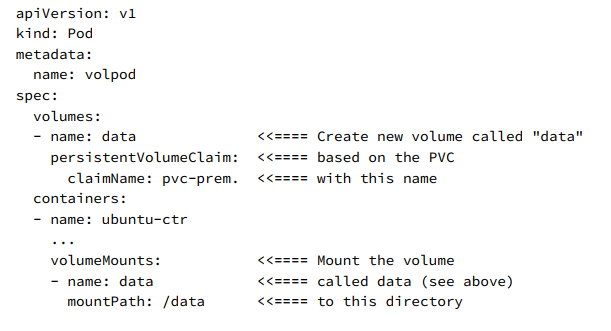 apiVersion: v1
kind: Pod
metadata:
  name: volpod
spec:
  volumes:
  - name: data              <<==== Create new volume called "data"
    persistentVolumeClaim:  <<==== based on the PVC
      claimName: pvc-prem.  <<==== with this name
  containers:
  - name: ubuntu-ctr
    ...
    volumeMounts:           <<==== Mount the volume
    - name: data            <<==== called data (see above)
      mountPath: /data      <<==== to this directory